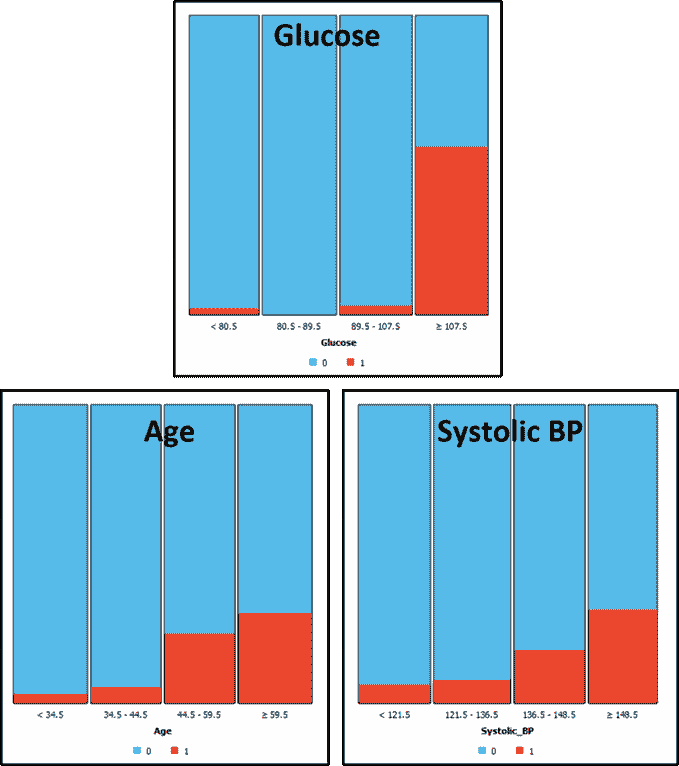 Glucose
< 80.5 80.5 - 89.5 89.5 - 107.5 ≥ 107.5
Glucose
0 1
Age
< 34.5 34.5 - 44.5 44.5 - 59.5 ≥ 59.5
Age
0 1
Systolic BP
< 121.5 121.5 - 136.5 136.5 - 148.5 ≥ 148.5
Systolic_BP
0 1